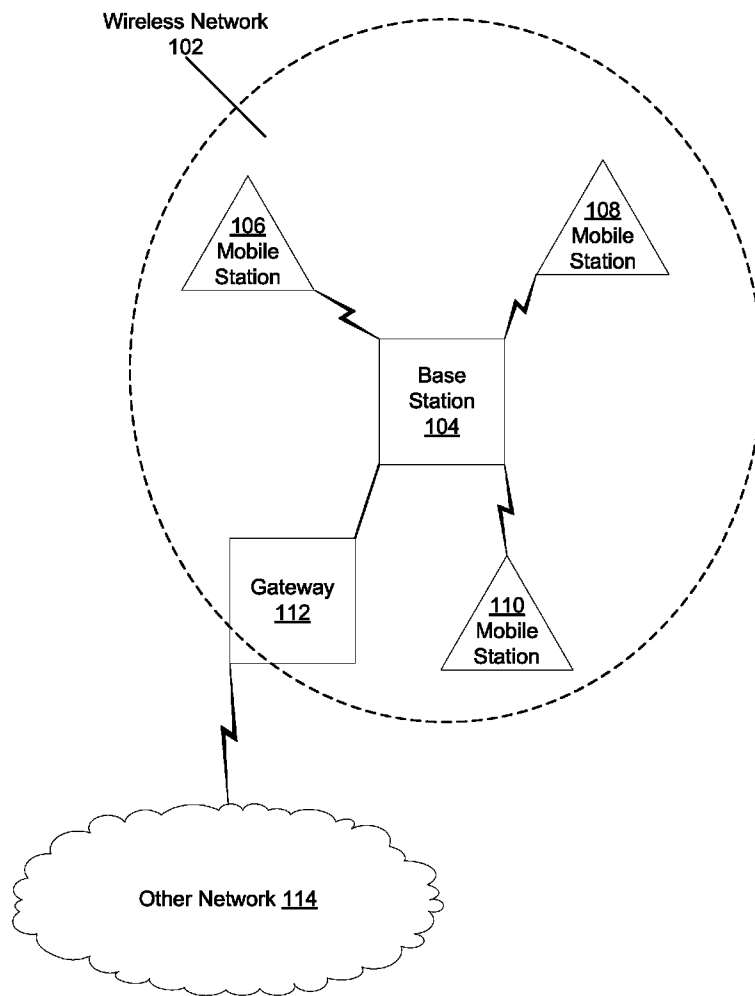 Wireless Network
102
106
Mobile
Station
108
Mobile
Station
Base
Station
104
Gateway
112
110
Mobile
Station
Other Network 114